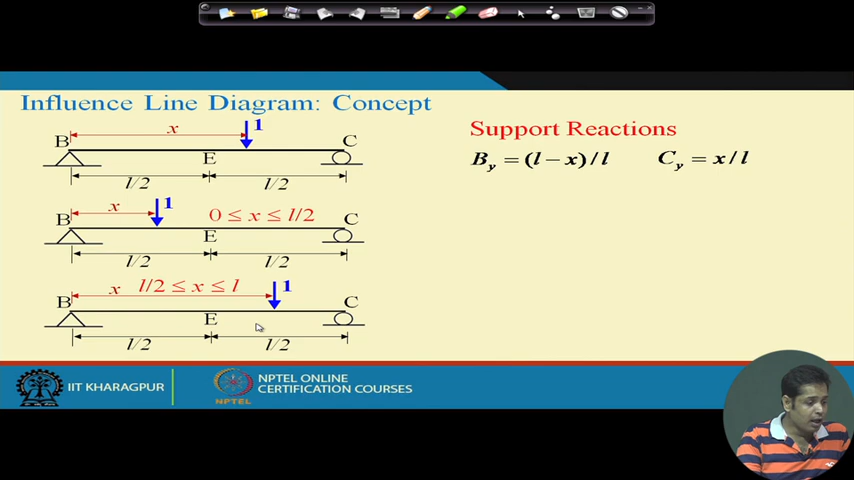 Influence Line Diagram: Concept
x
1
B
C
E
l/2
l/2
x
1
0 ≤ x ≤ l/2
B
C
E
l/2
l/2
x
l/2 ≤ x ≤ l
1
B
C
E
l/2
l/2
Support Reactions
B_y = (l − x) / l
C_y = x / l
IIT KHARAGPUR
NPTEL
NPTEL ONLINE
CERTIFICATION COURSES